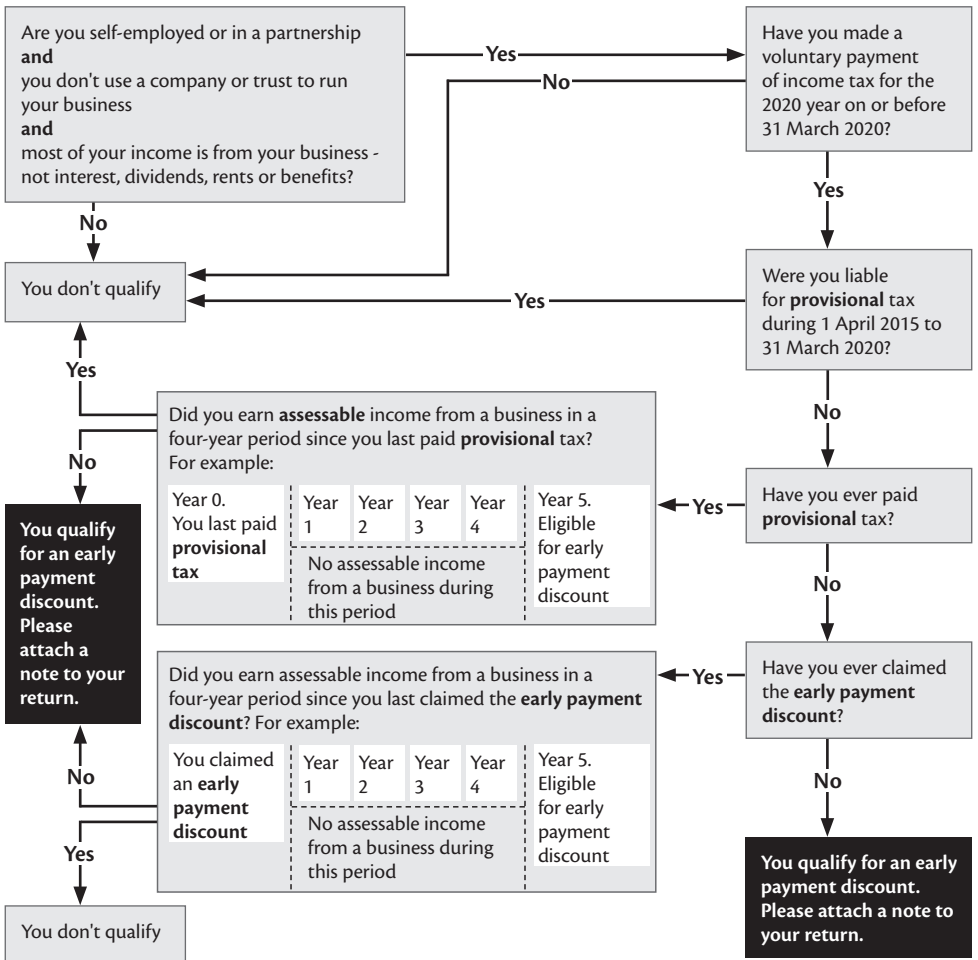 Are you self-employed or in a partnership
and
you don't use a company or trust to run
your business
and
most of your income is from your business -
not interest, dividends, rents or benefits?
Yes
No
Have you made a
voluntary payment
of income tax for the
2020 year on or before
31 March 2020?
No
Yes
You don't qualify
Yes
Were you liable
for provisional tax
during 1 April 2015 to
31 March 2020?
Yes
No
Did you earn assessable income from a business in a
four-year period since you last paid provisional tax?
For example:
Year 0.
You last paid
provisional
tax
Year
1
Year
2
Year
3
Year
4
No assessable income
from a business during
this period
Year 5.
Eligible
for early
payment
discount
Yes
Have you ever paid
provisional tax?
No
No
You qualify
for an early
payment
discount.
Please
attach a
note to your
return.
Did you earn assessable income from a business in a
four-year period since you last claimed the early payment
discount? For example:
You claimed
an early
payment
discount
Year
1
Year
2
Year
3
Year
4
No assessable income
from a business during
this period
Year 5.
Eligible
for early
payment
discount
Yes
Have you ever claimed
the early payment
discount?
No
No
Yes
You don't qualify
You qualify for an early
payment discount.
Please attach a note to
your return.